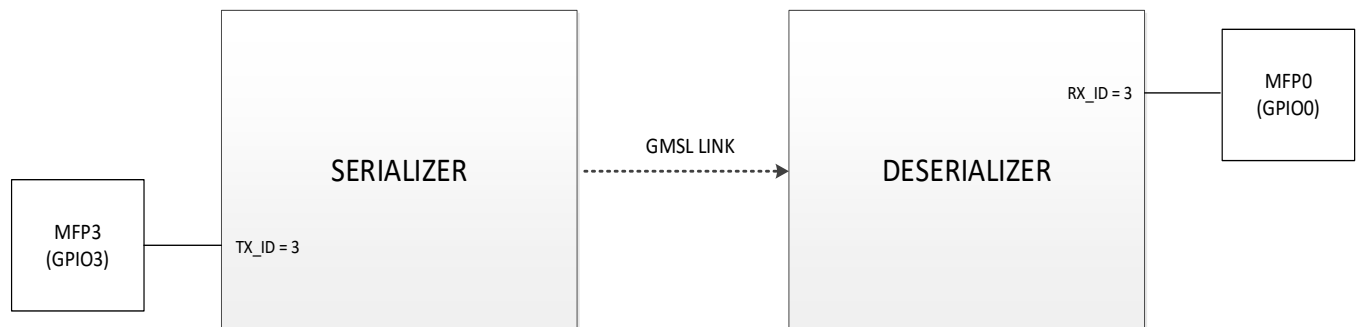 MFP3
(GPIO3)
TX_ID = 3
SERIALIZER
GMSL LINK
DESERIALIZER
RX_ID = 3
MFP0
(GPIO0)